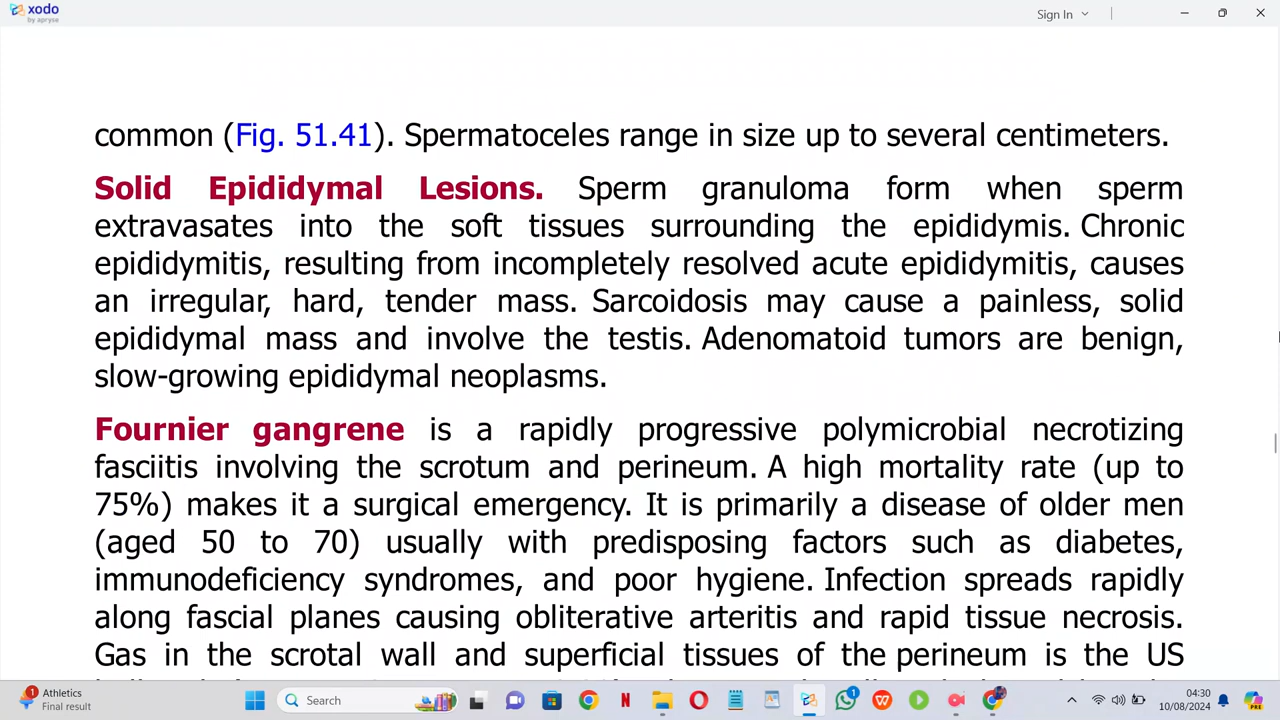 xodo
by apryse
Sign In
common (Fig. 51.41). Spermatoceles range in size up to several centimeters.
Solid Epididymal Lesions. Sperm granuloma form when sperm
extravasates into the soft tissues surrounding the epididymis. Chronic
epididymitis, resulting from incompletely resolved acute epididymitis, causes
an irregular, hard, tender mass. Sarcoidosis may cause a painless, solid
epididymal mass and involve the testis. Adenomatoid tumors are benign,
slow-growing epididymal neoplasms.
Fournier gangrene is a rapidly progressive polymicrobial necrotizing
fasciitis involving the scrotum and perineum. A high mortality rate (up to
75%) makes it a surgical emergency. It is primarily a disease of older men
(aged 50 to 70) usually with predisposing factors such as diabetes,
immunodeficiency syndromes, and poor hygiene. Infection spreads rapidly
along fascial planes causing obliterative arteritis and rapid tissue necrosis.
Gas in the scrotal wall and superficial tissues of the perineum is the US
1
Athletics
Final result
Search
1
04:30
10/08/2024